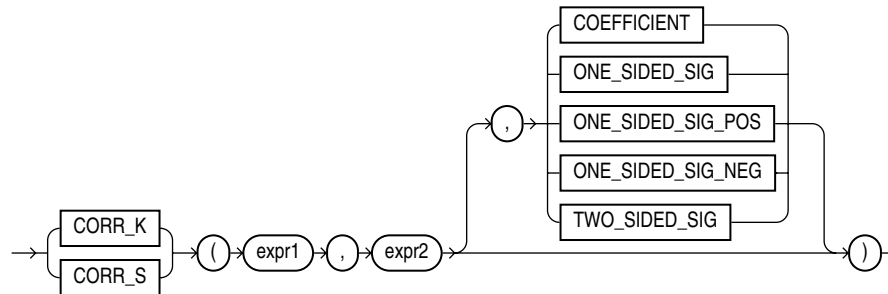 COEFFICIENT
ONE_SIDED_SIG
, ONE_SIDED_SIG_POS
ONE_SIDED_SIG_NEG
TWO_SIDED_SIG
CORR_K
CORR_S
( expr1 , expr2 )